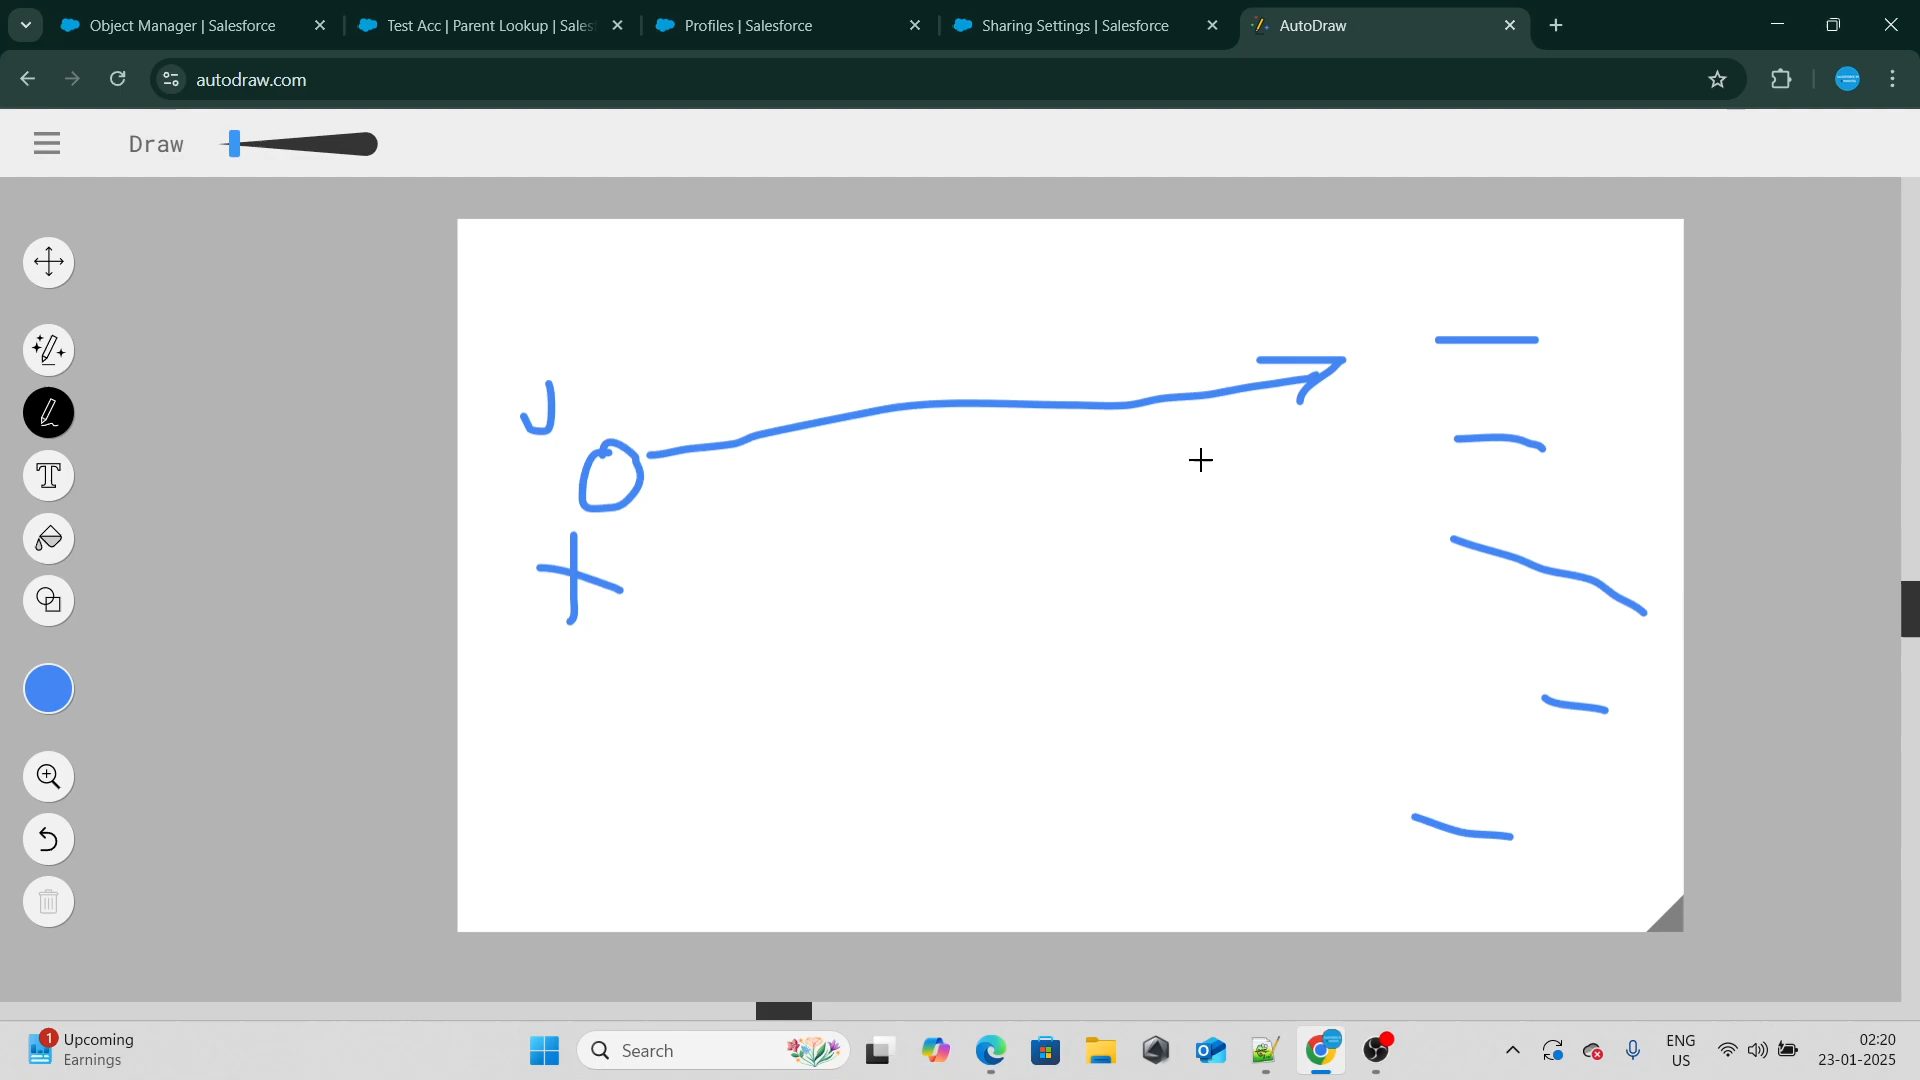 Object Manager | Salesforce
Test Acc | Parent Lookup | Sales
Profiles | Salesforce
Sharing Settings | Salesforce
AutoDraw
autodraw.com
Draw
T
J
Upcoming
Earnings
1
Search
ENG
US
02:20
23-01-2025